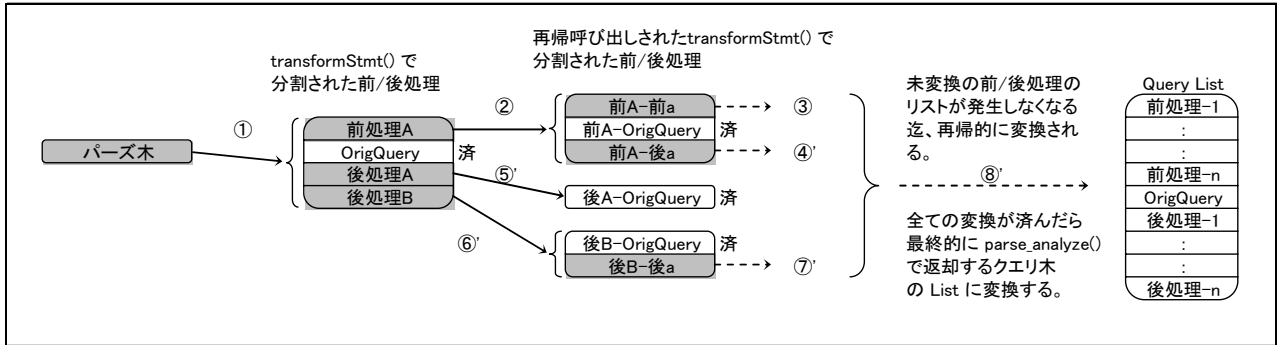 transformStmt() で
分割された前/後処理
再帰呼び出しされたtransformStmt() で
分割された前/後処理
①
パーズ木
前処理A
OrigQuery
済
後処理A
後処理B
②
⑤’
⑥’
前A-前a
前A-OrigQuery
済
前A-後a
③
④’
後A-OrigQuery
済
後B-OrigQuery
済
後B-後a
⑦’
未変換の前/後処理の
リストが発生しなくなる
迄、再帰的に変換され
る。
⑧’
全ての変換が済んだら
最終的に parse_analyze()
で返却するクエリ木
の List に変換する。
Query List
前処理-1
:
:
前処理-n
OrigQuery
後処理-1
:
:
後処理-n